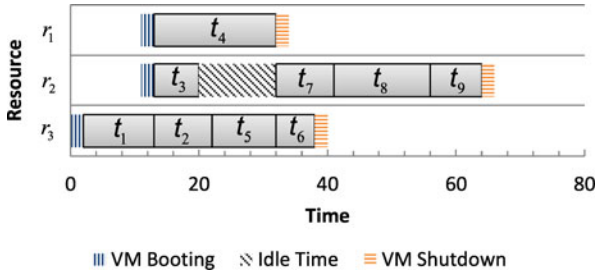 Resource
r1
t4
r2
t3
t7
t8
t9
r3
t1
t2
t5
t6
0
20
40
60
80
Time
VM Booting
Idle Time
VM Shutdown